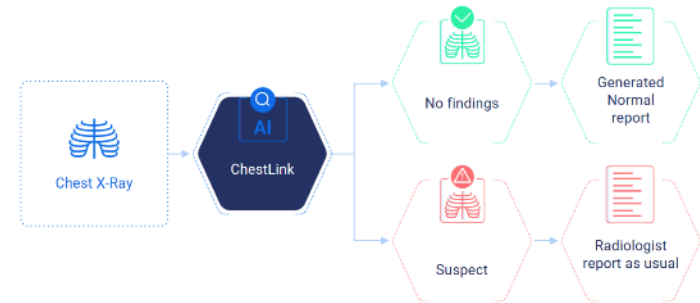 Chest X-Ray
AI
ChestLink
No findings
Generated
Normal
report
Suspect
Radiologist
report as usual